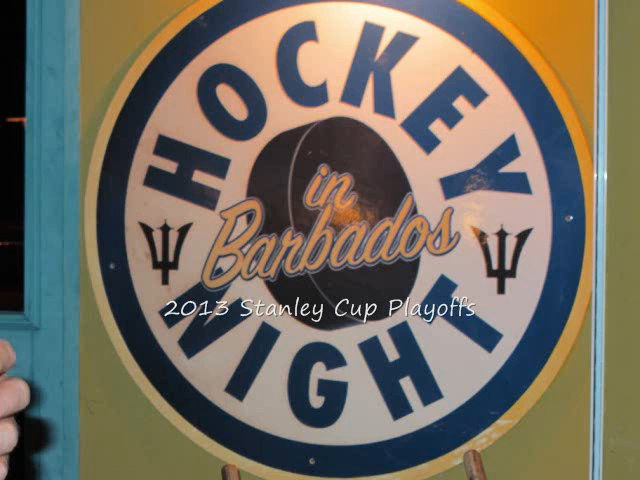 HOCKEY
in
Barbados
2013 Stanley Cup Playoffs
NIGHT